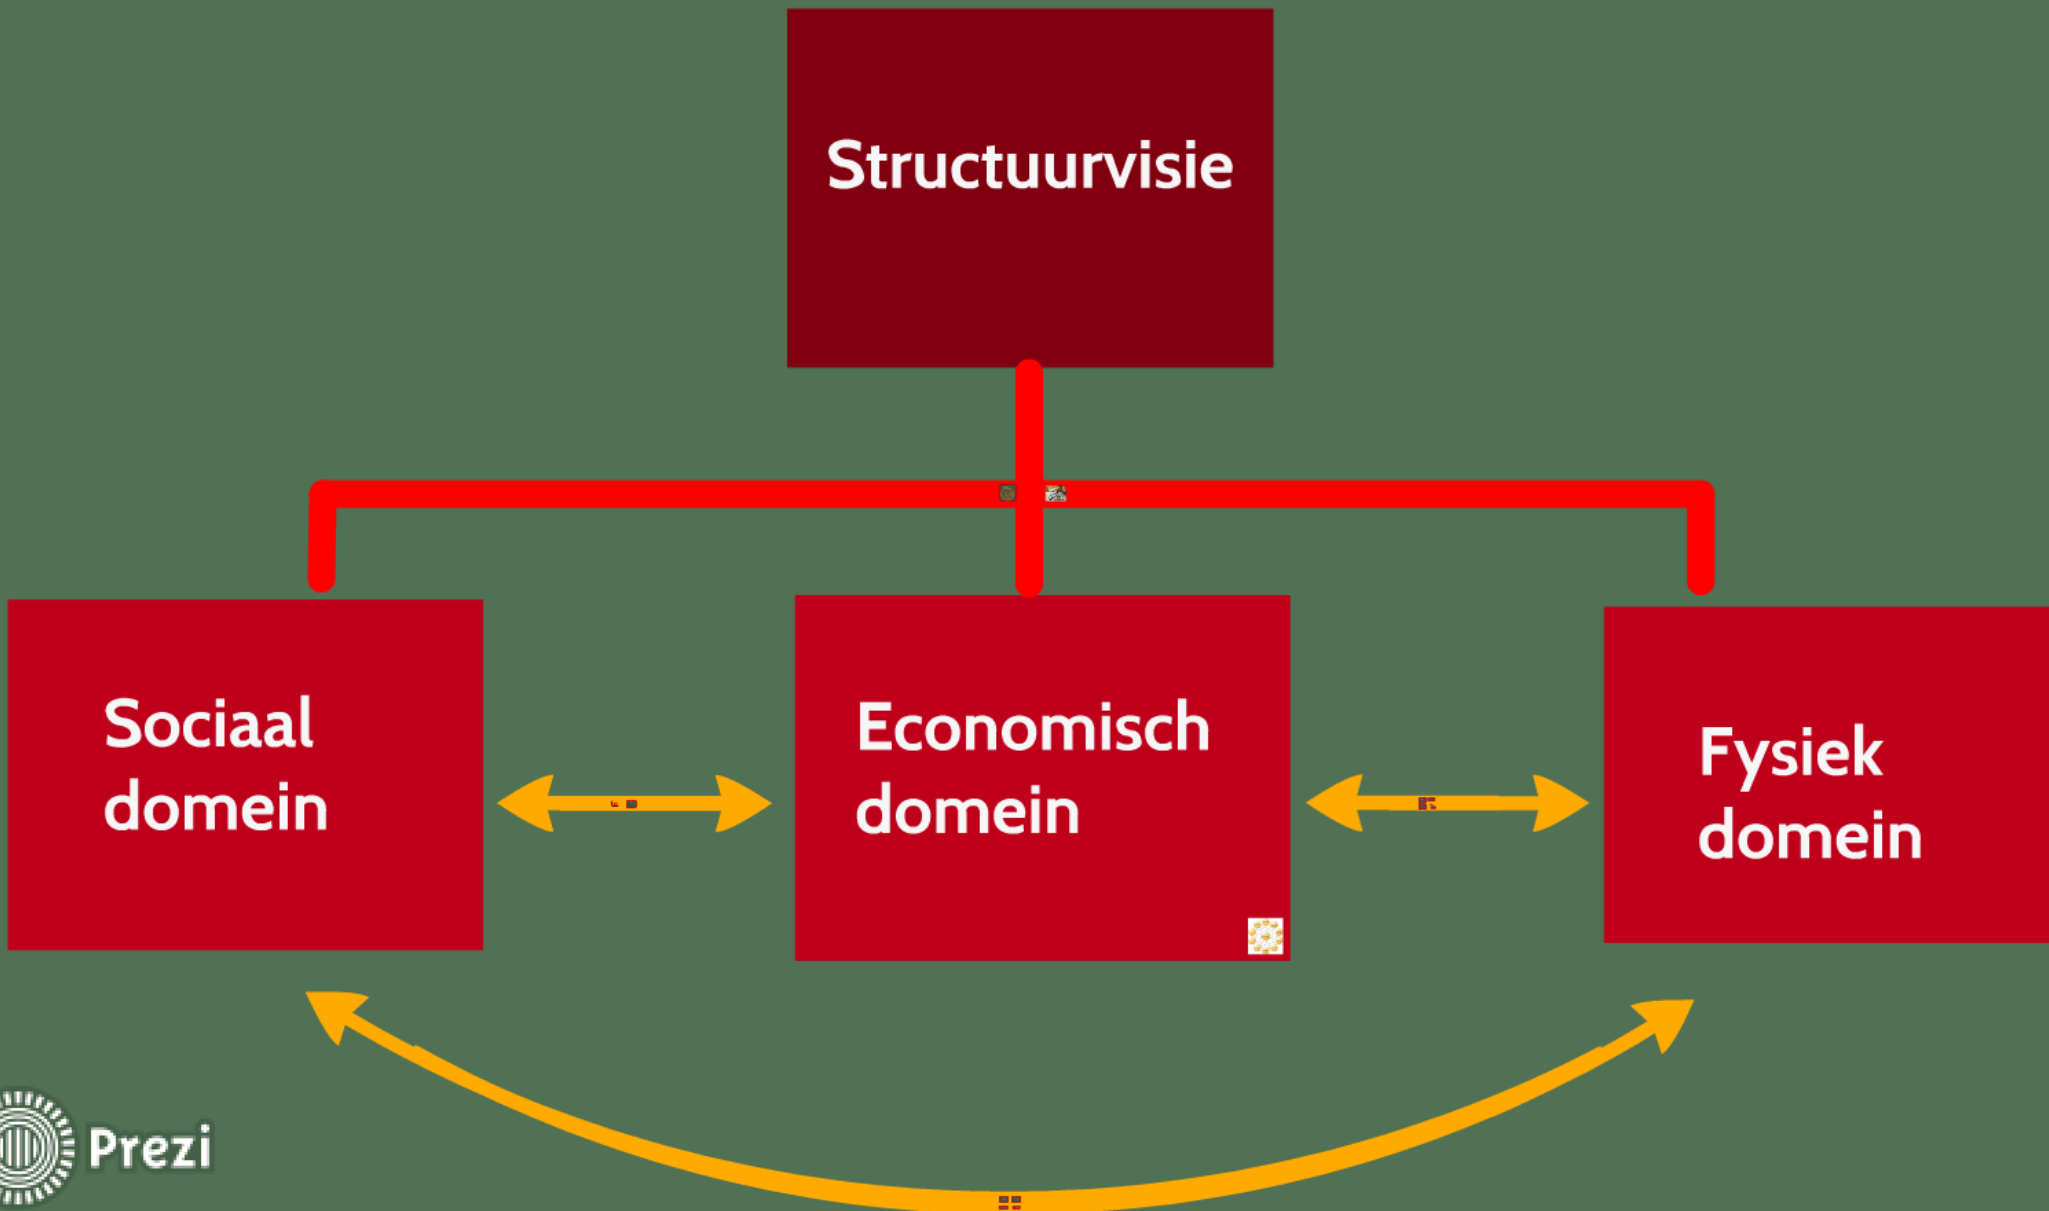 Structuurvisie
Sociaal
domein
Economisch
domein
Fysiek
domein
Prezi